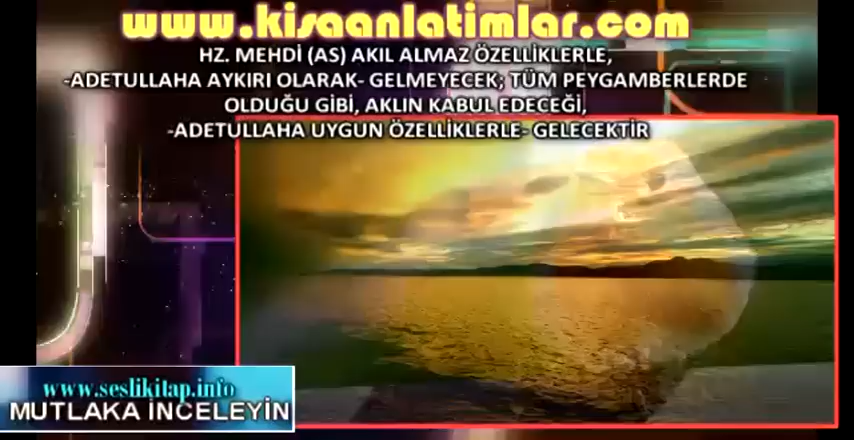 www.kisaanlatimlar.com
HZ. MEHDİ (AS) AKIL ALMAZ ÖZELLİKLERLE,
-ADETULLAHA AYKIRI OLARAK- GELMEYECEK; TÜM PEYGAMBERLERDE
OLDUĞU GİBİ, AKLIN KABUL EDECEĞİ,
-ADETULLAHA UYGUN ÖZELLİKLERLE- GELECEKTİR
www.seslikitap.info
MUTLAKA İNCELEYİN